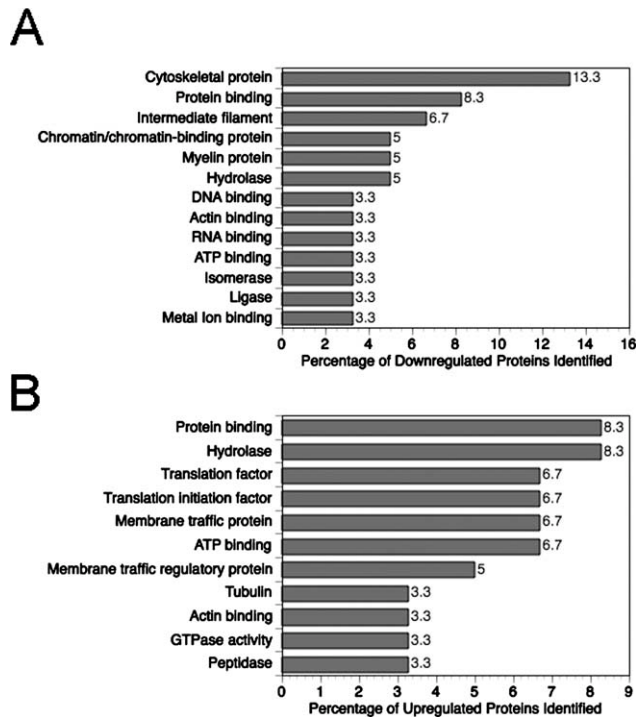 A
Cytoskeletal protein 13.3
Protein binding 8.3
Intermediate filament 6.7
Chromatin/chromatin-binding protein 5
Myelin protein 5
Hydrolase 5
DNA binding 3.3
Actin binding 3.3
RNA binding 3.3
ATP binding 3.3
Isomerase 3.3
Ligase 3.3
Metal Ion binding 3.3
0 2 4 6 8 10 12 14 16
Percentage of Downregulated Proteins Identified
B
Protein binding 8.3
Hydrolase 8.3
Translation factor 6.7
Translation initiation factor 6.7
Membrane traffic protein 6.7
ATP binding 6.7
Membrane traffic regulatory protein 5
Tubulin 3.3
Actin binding 3.3
GTPase activity 3.3
Peptidase 3.3
0 1 2 3 4 5 6 7 8 9
Percentage of Upregulated Proteins Identified